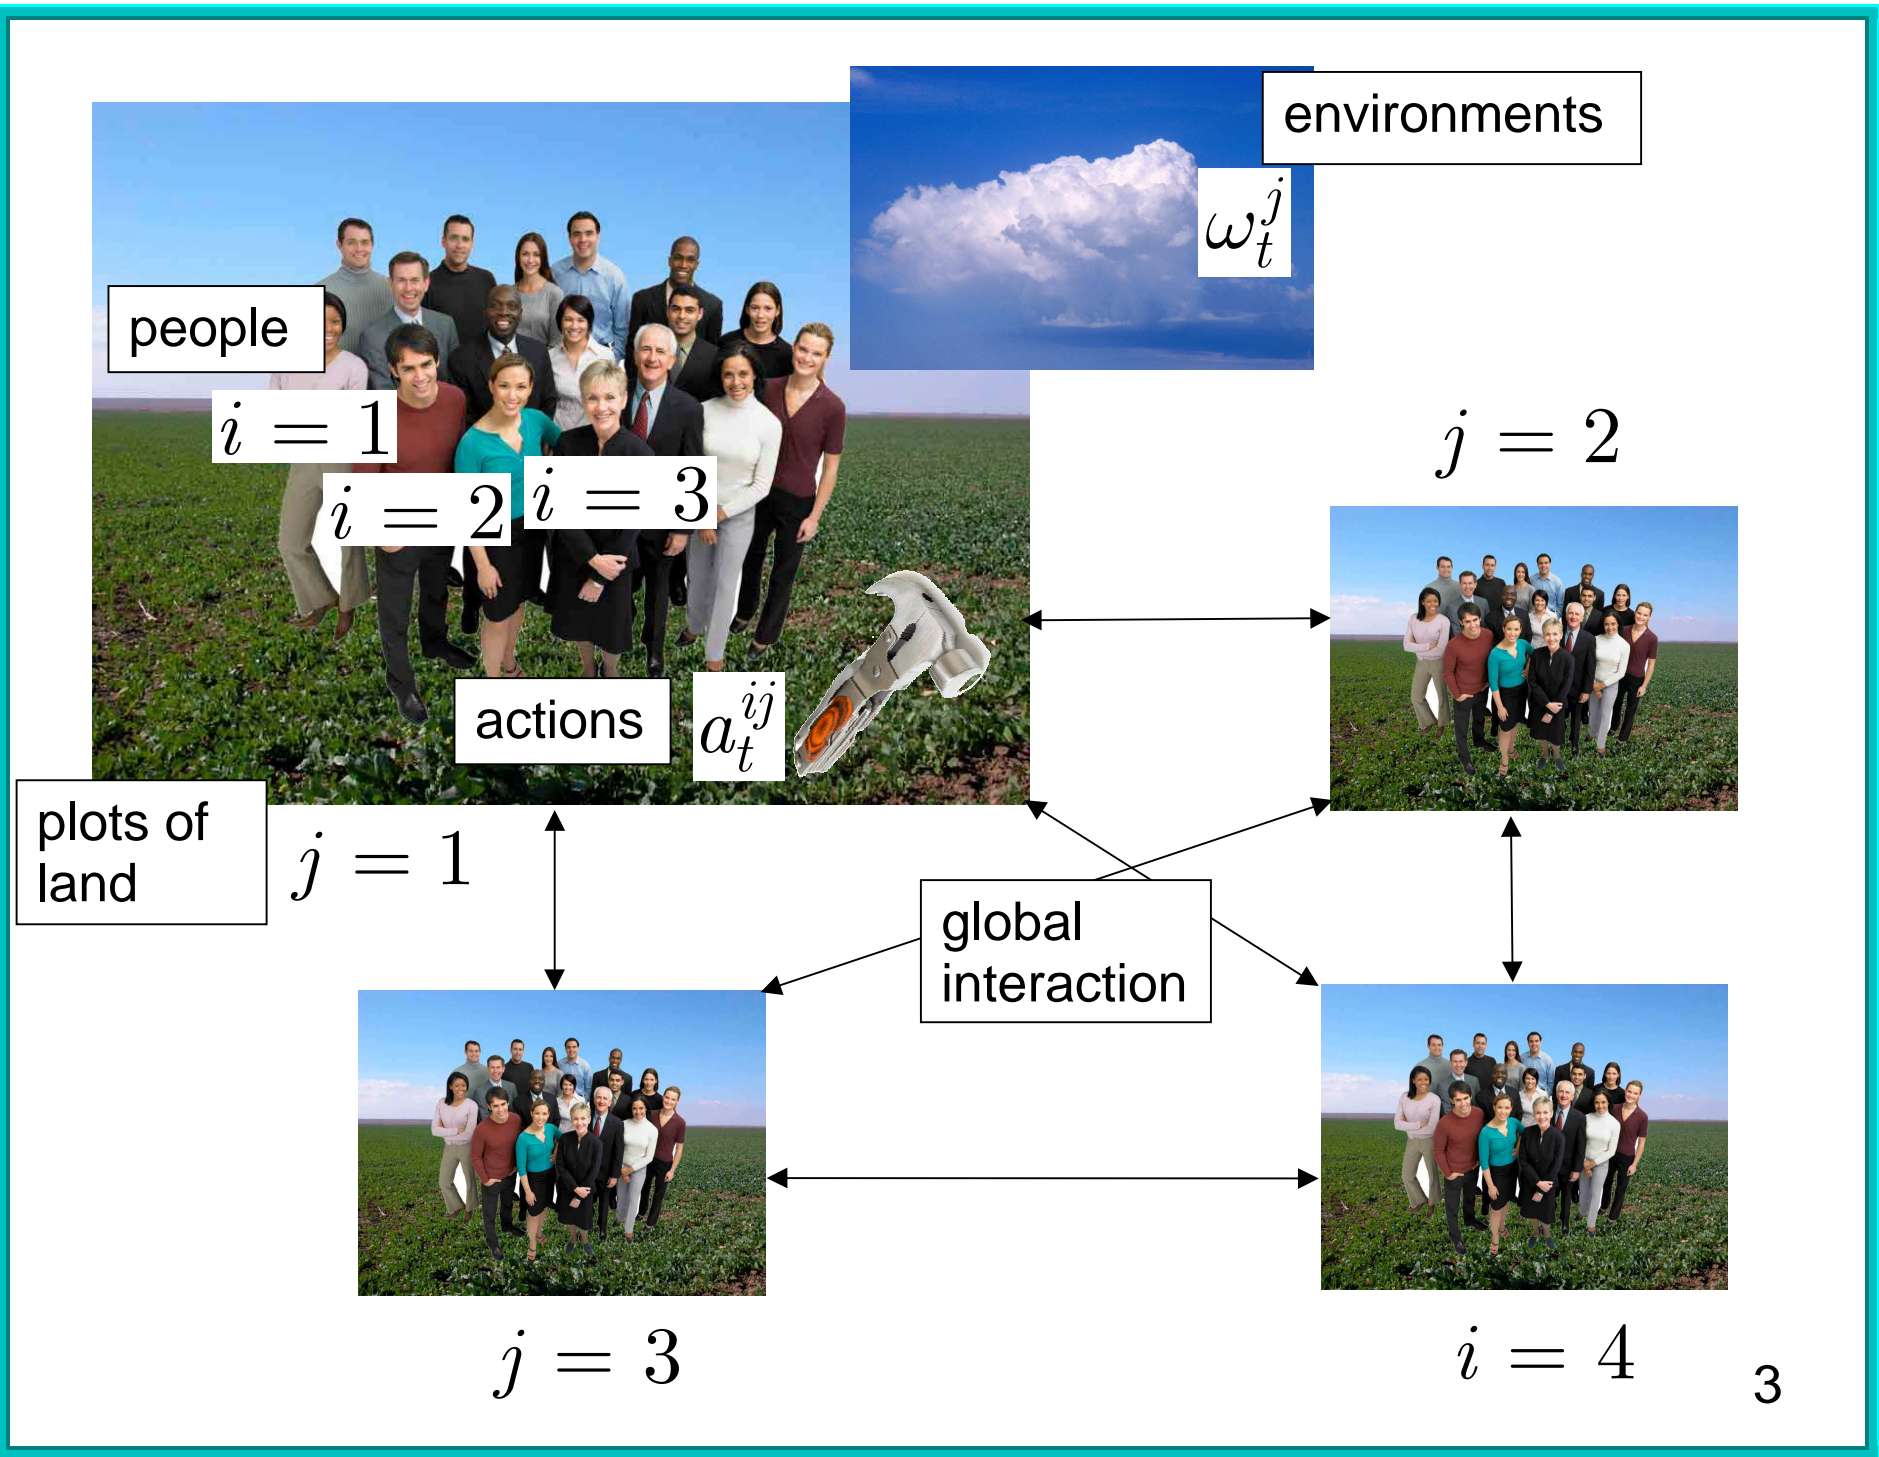 environments
ω_t^j
people
i = 1
i = 2
i = 3
j = 2
actions
a_t^{ij}
plots of
land
j = 1
global
interaction
j = 3
i = 4
3